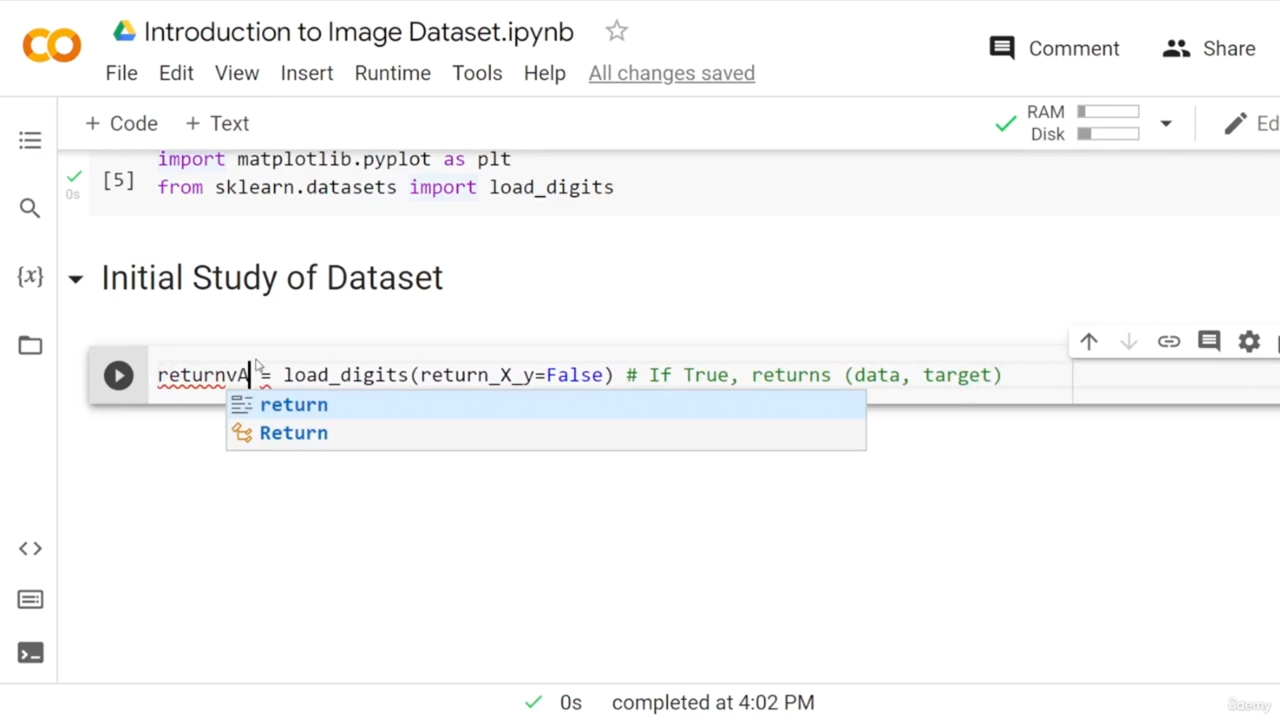 Introduction to Image Dataset.ipynb
Comment
Share
File Edit View Insert Runtime Tools Help All changes saved
+ Code + Text
RAM
Disk
Ed
import matplotlib.pyplot as plt
[5]
0s
from sklearn.datasets import load_digits
{x}
Initial Study of Dataset
returnvA = load_digits(return_X_y=False) # If True, returns (data, target)
return
Return
0s completed at 4:02 PM
ûdemy